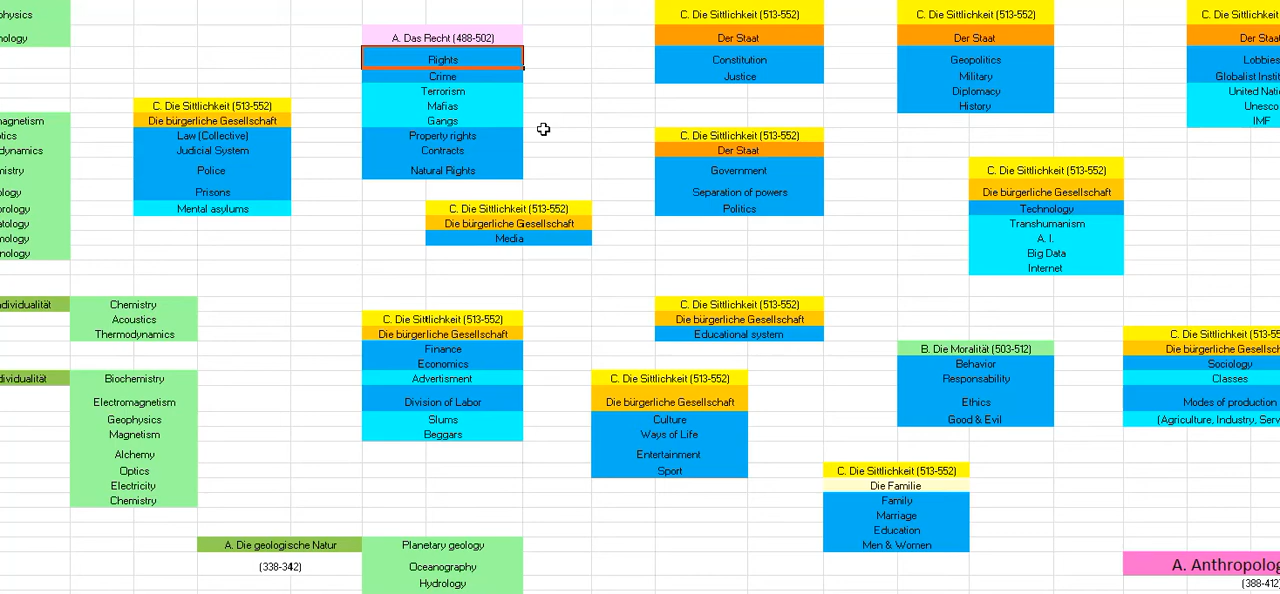 physics
nology
magnetism
tics
dynamics
mistry
ology
orology
atology
mology
nology
dividualität
dividualität
C. Die Sittlichkeit (513-552)
Die bürgerliche Gesellschaft
Law (Collective)
Judicial System
Police
Prisons
Mental asylums
A. Das Recht (488-502)
Rights
Crime
Terrorism
Mafias
Gangs
Property rights
Contracts
Natural Rights
C. Die Sittlichkeit (513-552)
Die bürgerliche Gesellschaft
Media
C. Die Sittlichkeit (513-552)
Der Staat
Constitution
Justice
C. Die Sittlichkeit (513-552)
Der Staat
Government
Separation of powers
Politics
C. Die Sittlichkeit (513-552)
Der Staat
Geopolitics
Military
Diplomacy
History
C. Die Sittlichkeit
Der Sta
Lobbies
Globalist Instit
United Nati
Unesco
IMF
C. Die Sittlichkeit (513-552)
Die bürgerliche Gesellschaft
Technology
Transhumanism
A. I.
Big Data
Internet
Chemistry
Acoustics
Thermodynamics
Biochemistry
Electromagnetism
Geophysics
Magnetism
Alchemy
Optics
Electricity
Chemistry
C. Die Sittlichkeit (513-552)
Die bürgerliche Gesellschaft
Finance
Economics
Advertisment
Division of Labor
Slums
Beggars
C. Die Sittlichkeit (513-552)
Die bürgerliche Gesellschaft
Educational system
C. Die Sittlichkeit (513-552)
Die bürgerliche Gesellschaft
Culture
Ways of Life
Entertainment
Sport
B. Die Moralität (503-512)
Behavior
Responsability
Ethics
Good & Evil
C. Die Sittlichkeit (513-55
Die bürgerliche Gesellsch
Sociology
Classes
Modes of production
(Agriculture, Industry, Serv
C. Die Sittlichkeit (513-552)
Die Familie
Family
Marriage
Education
Men & Women
A. Die geologische Natur
(338-342)
Planetary geology
Oceanography
Hydrology
A. Anthropolog
(388-412)